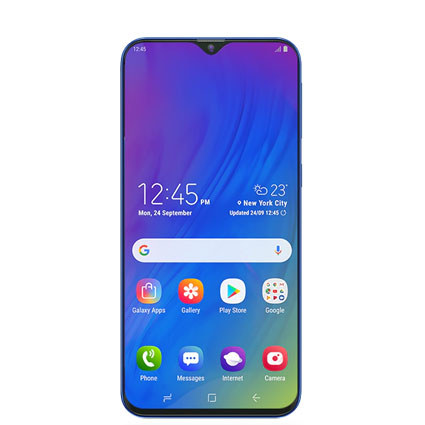 12:45
12:45 PM
Mon, 24 September
23°
New York City
Updated 24/09 12:45
G
Galaxy Apps
Gallery
Play Store
Google
Phone
Messages
Internet
Camera